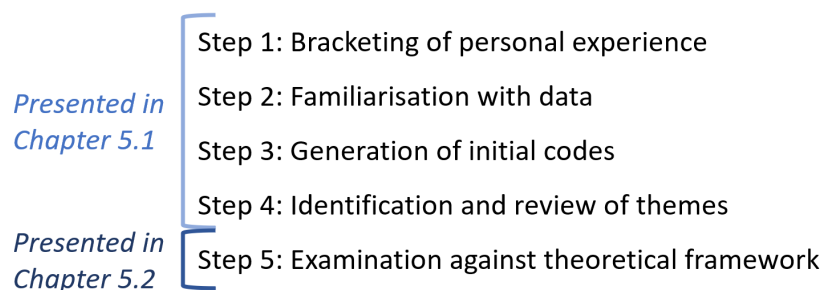 Presented in
Chapter 5.1
Step 1: Bracketing of personal experience
Step 2: Familiarisation with data
Step 3: Generation of initial codes
Step 4: Identification and review of themes
Presented in
Chapter 5.2
Step 5: Examination against theoretical framework